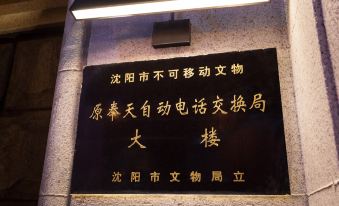 沈阳市不可移动文物
原奉天自动电话交换局
大楼
沈阳市文物局立